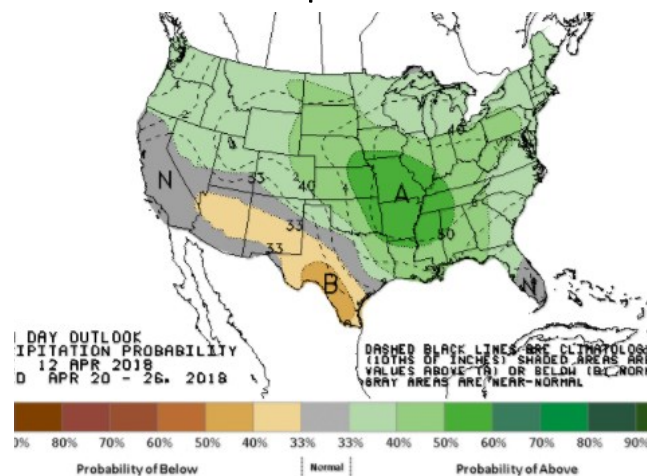 N
33
40
A
50
33
33
B
N
DAY OUTLOOK
IPITATION PROBABILITY
12 APR 2018
D APR 20 - 26, 2018
DASHED BLACK LINES ARE CLIMATOLOG
(10THS OF INCHES) SHADED AREAS ARE
VALUES ABOVE (A) OR BELOW (B) NOR
GRAY AREAS ARE NEAR-NORMAL
0% 80% 70% 60% 50% 40% 33% 33% 40% 50% 60% 70% 80% 90%
Probability of Below Normal Probability of Above